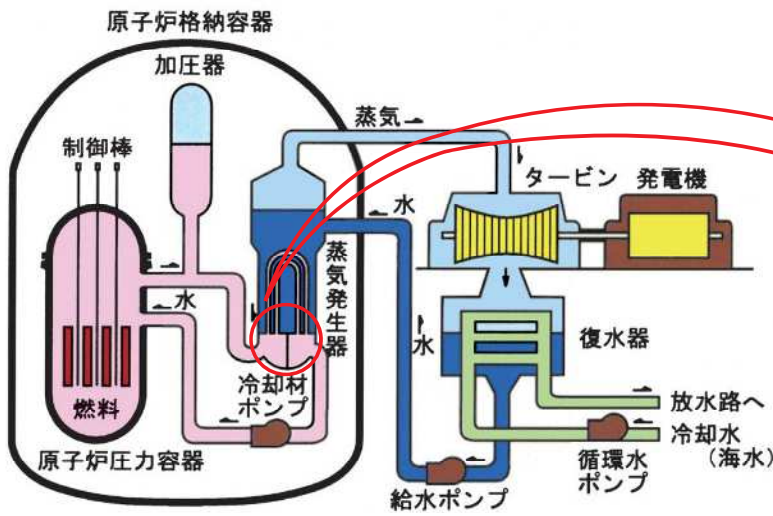 原子炉格納容器
加圧器
制御棒
蒸気
タービン
発電機
水
蒸気発生器
水
水
復水器
冷却材
ポンプ
燃料
原子炉圧力容器
放水路へ
冷却水
(海水)
循環水
ポンプ
給水ポンプ